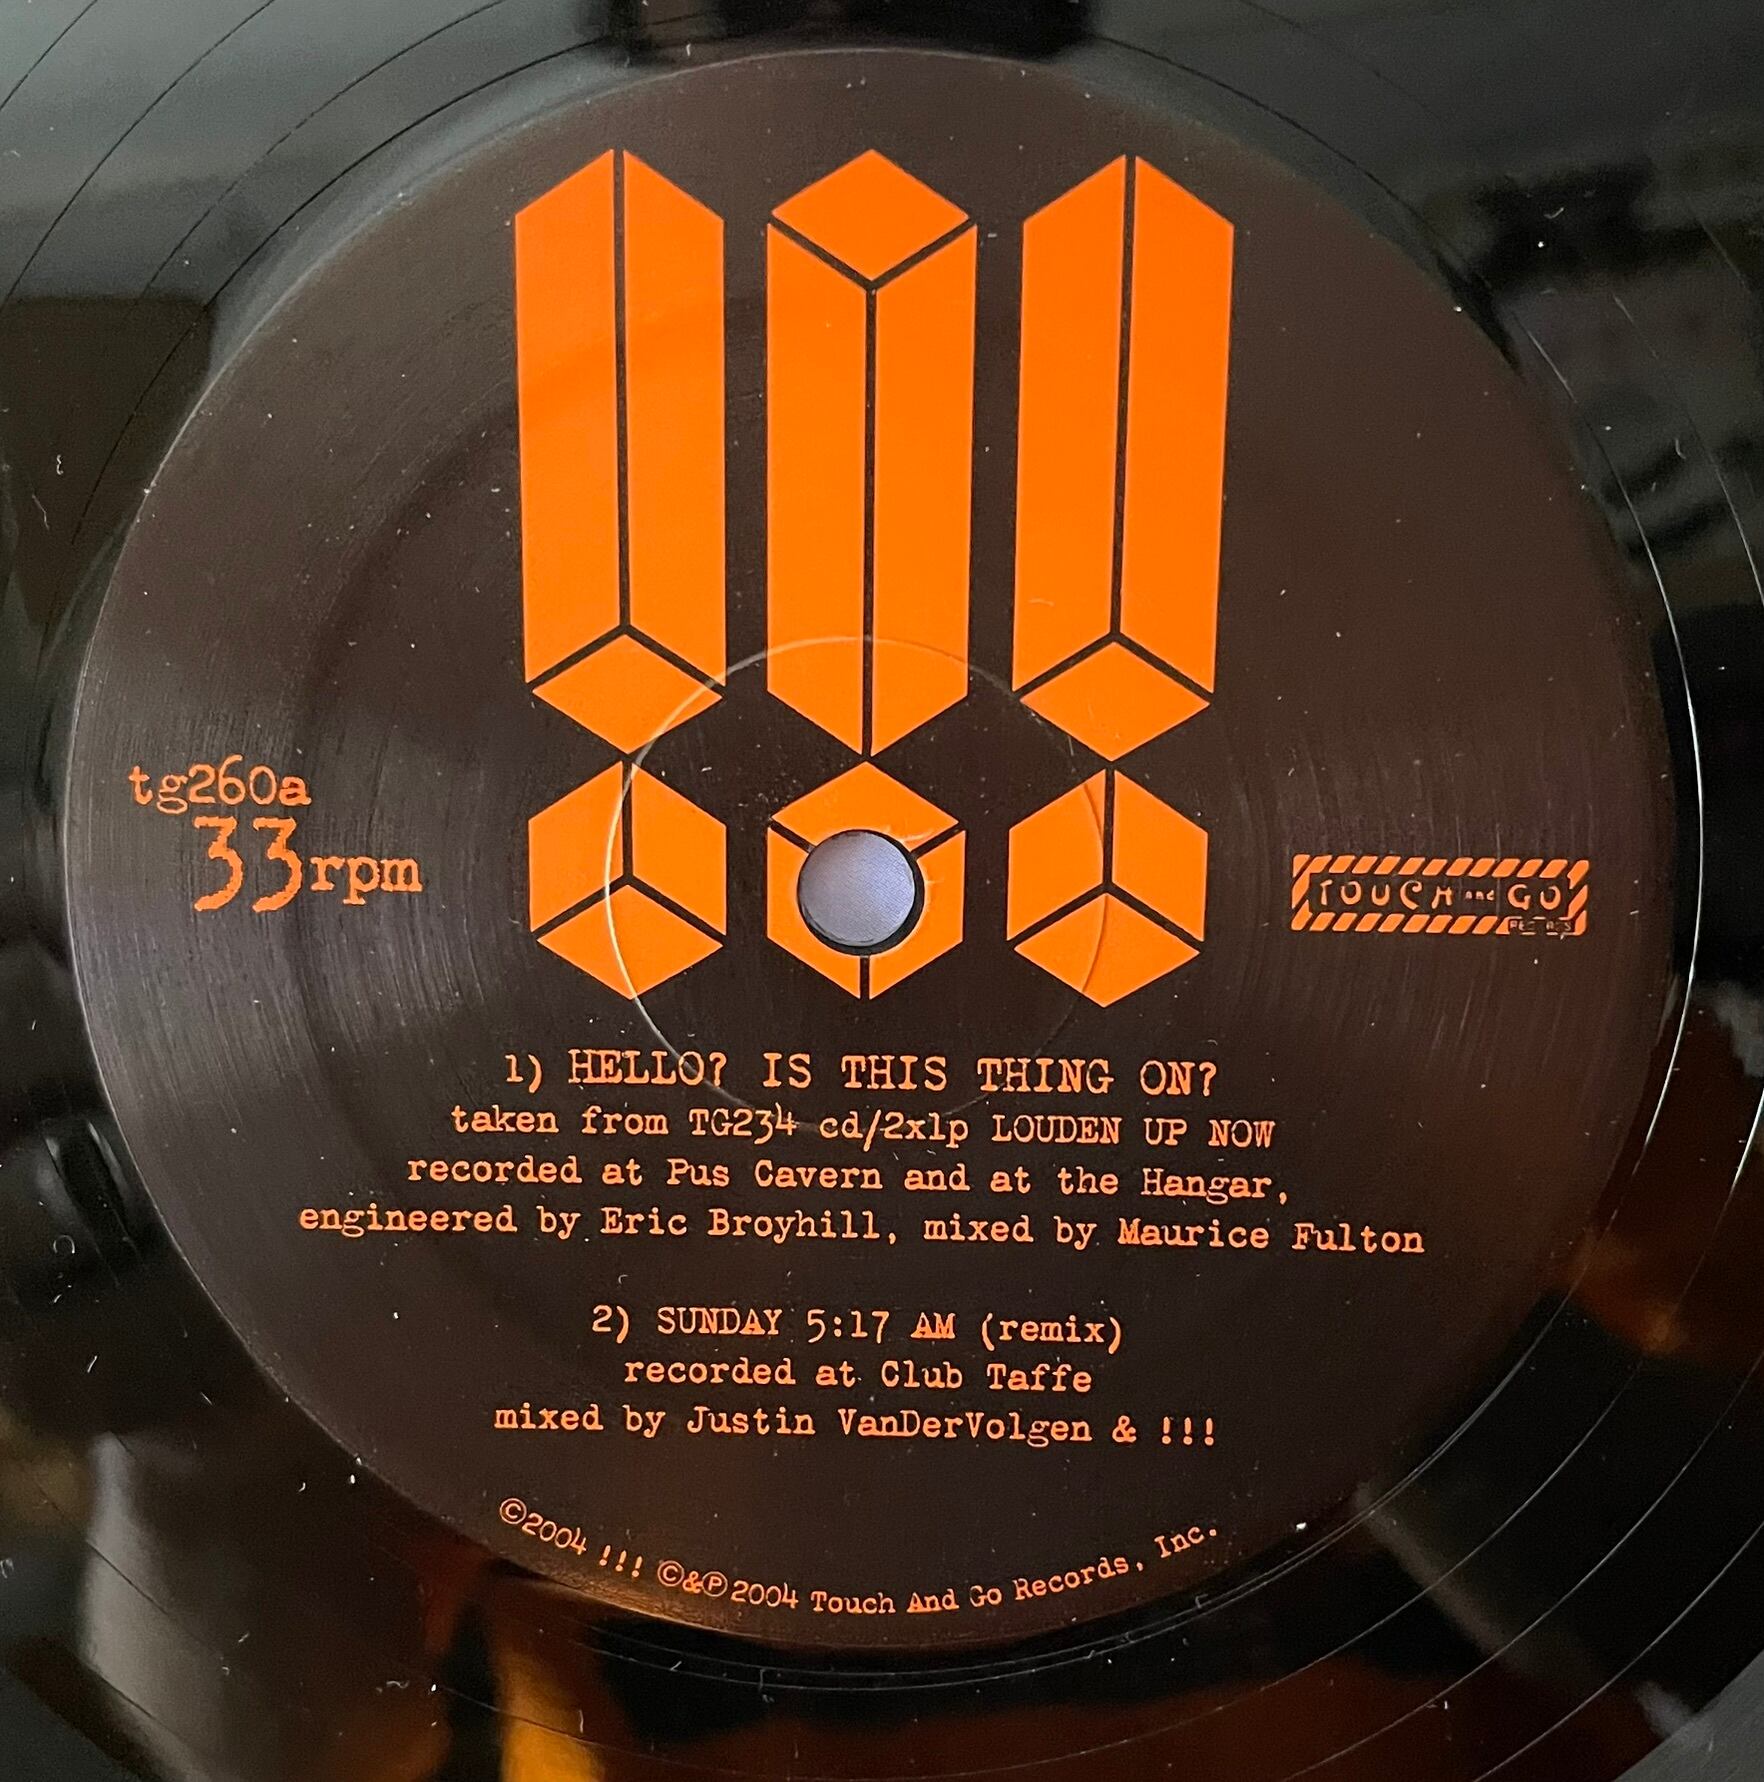 !!!
tg260a
33rpm
TOUCH and GO
RECORDS
1) HELLO? IS THIS THING ON?
taken from TG234 cd/2xlp LOUDEN UP NOW
recorded at Pus Cavern and at the Hangar,
engineered by Eric Broyhill, mixed by Maurice Fulton
2) SUNDAY 5:17 AM (remix)
recorded at Club Taffe
mixed by Justin VanDerVolgen & !!!
©2004 !!! ©&℗2004 Touch And Go Records, Inc.